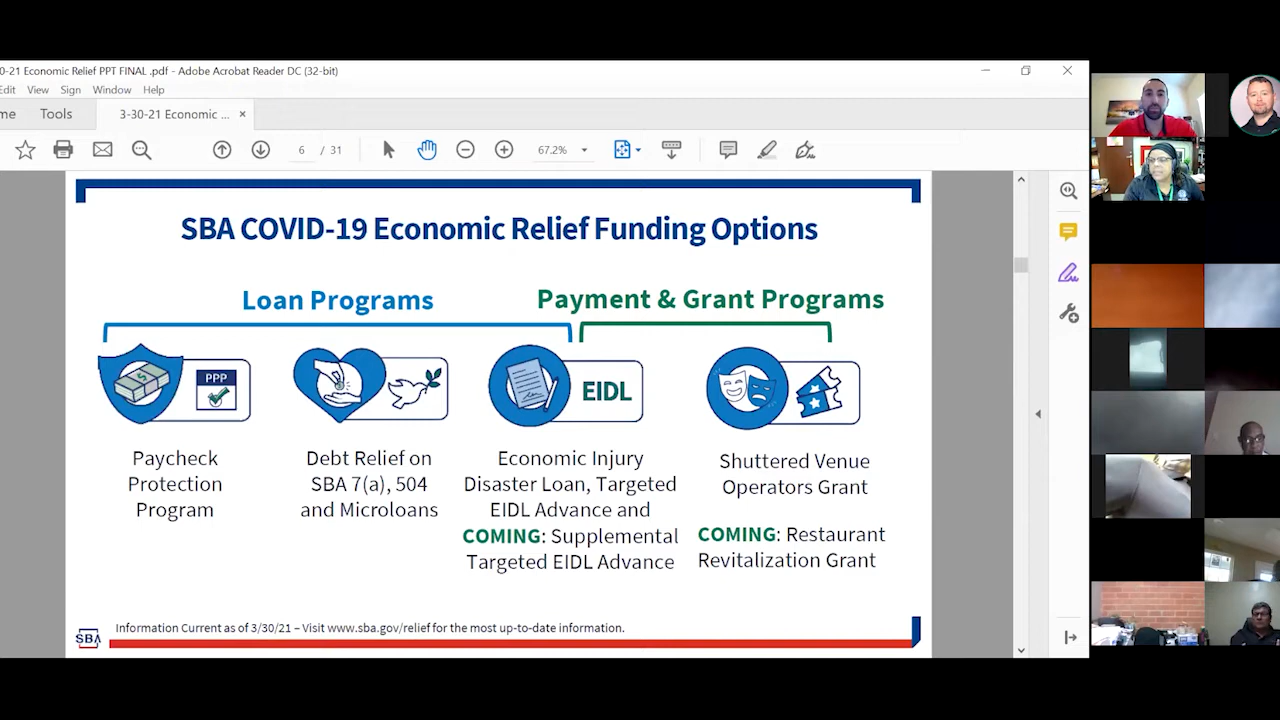 0-21 Economic Relief PPT FINAL .pdf - Adobe Acrobat Reader DC (32-bit)
Edit View Sign Window Help
me Tools 3-30-21 Economic ... ×
6 / 31 67.2%
SBA COVID-19 Economic Relief Funding Options
Loan Programs
Payment & Grant Programs
PPP
EIDL
Paycheck
Protection
Program
Debt Relief on
SBA 7(a), 504
and Microloans
Economic Injury
Disaster Loan, Targeted
EIDL Advance and
COMING: Supplemental
Targeted EIDL Advance
Shuttered Venue
Operators Grant
COMING: Restaurant
Revitalization Grant
SBA
Information Current as of 3/30/21 – Visit www.sba.gov/relief for the most up-to-date information.